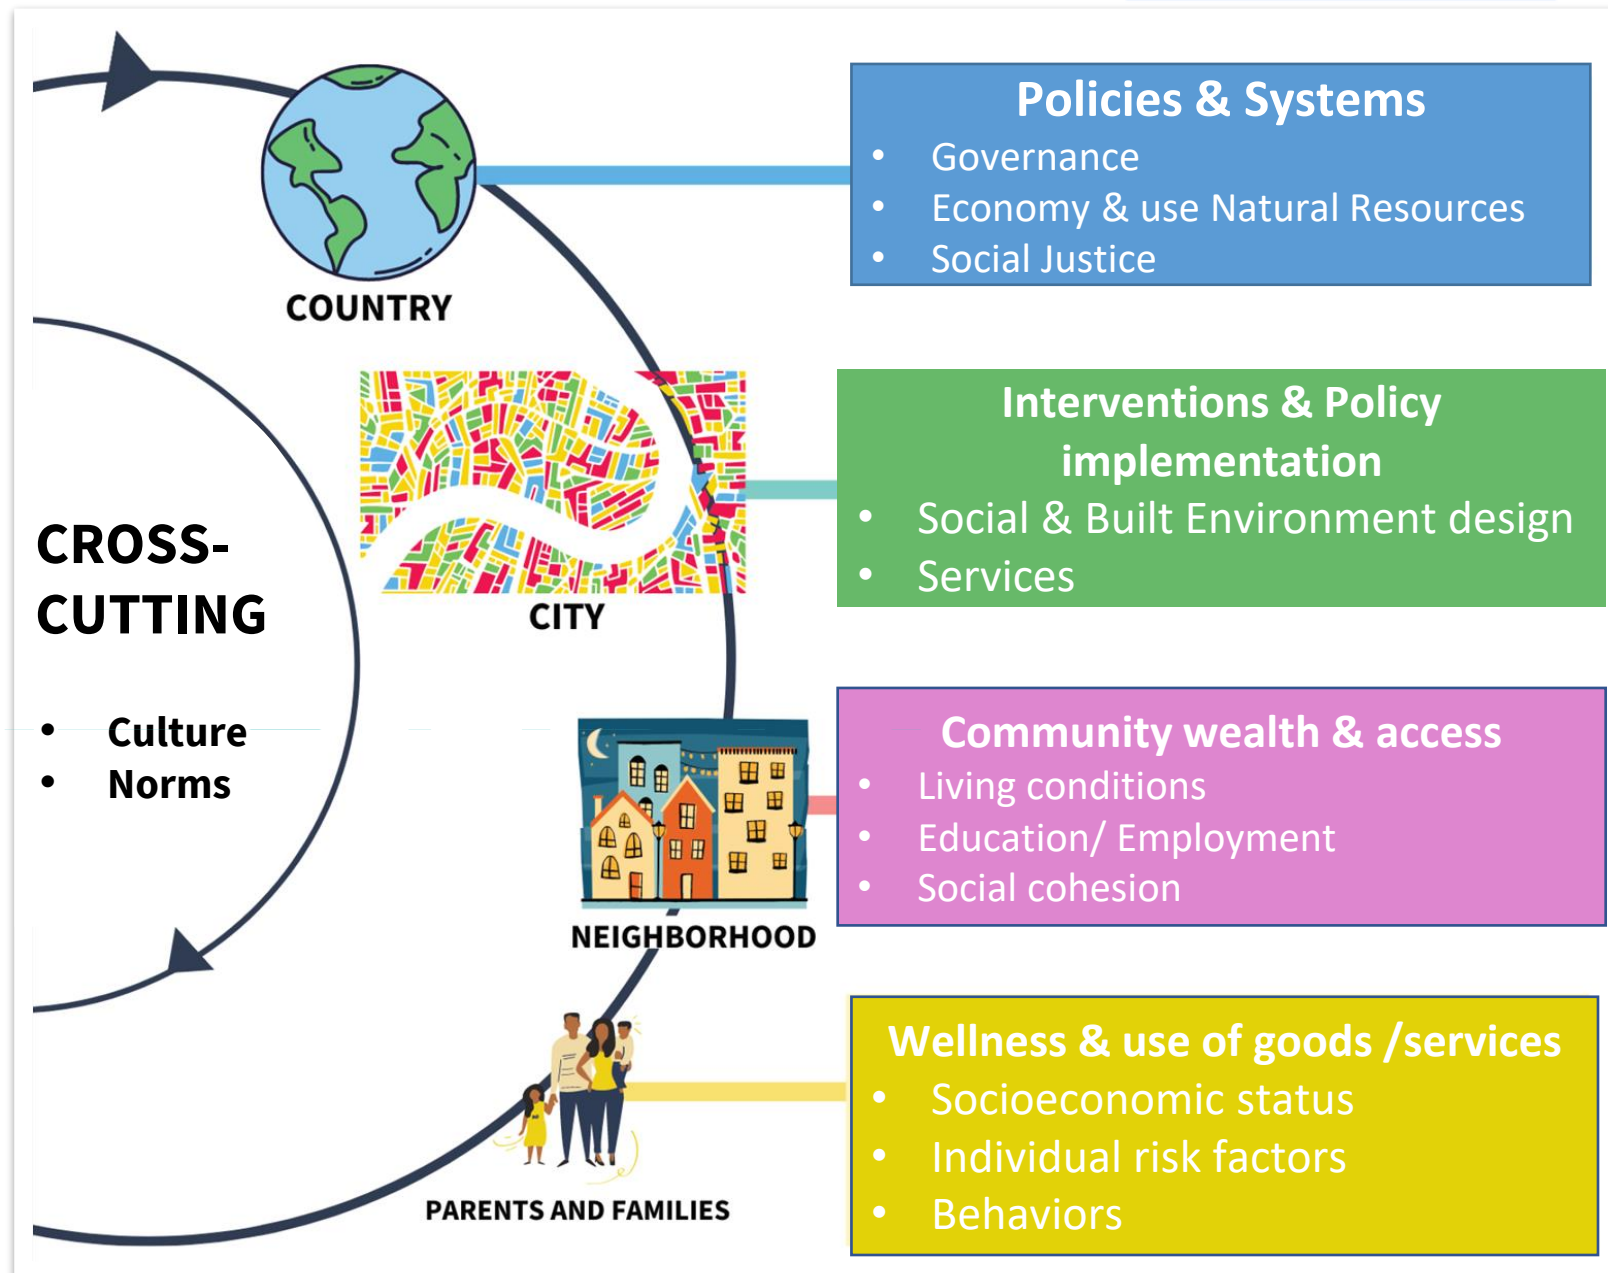 COUNTRY
Policies & Systems
• Governance
• Economy & use Natural Resources
• Social Justice
CITY
Interventions & Policy
implementation
• Social & Built Environment design
• Services
CROSS-
CUTTING
• Culture
• Norms
NEIGHBORHOOD
Community wealth & access
• Living conditions
• Education/ Employment
• Social cohesion
PARENTS AND FAMILIES
Wellness & use of goods /services
• Socioeconomic status
• Individual risk factors
• Behaviors